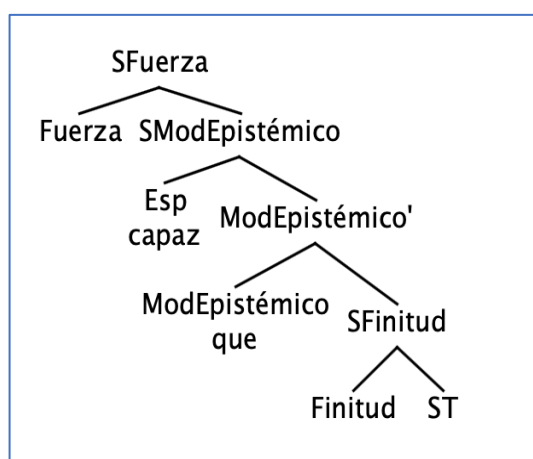 SFuerza
Fuerza SModEpistémico
Esp
capaz
ModEpistémico'
ModEpistémico
que
SFinitud
Finitud ST